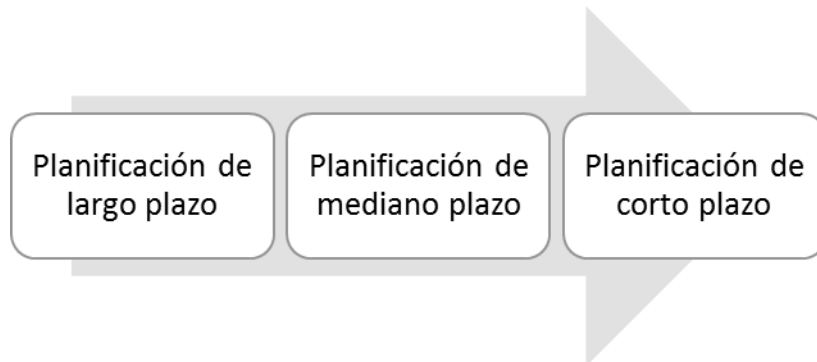 Planificación de
largo plazo
Planificación de
mediano plazo
Planificación de
corto plazo